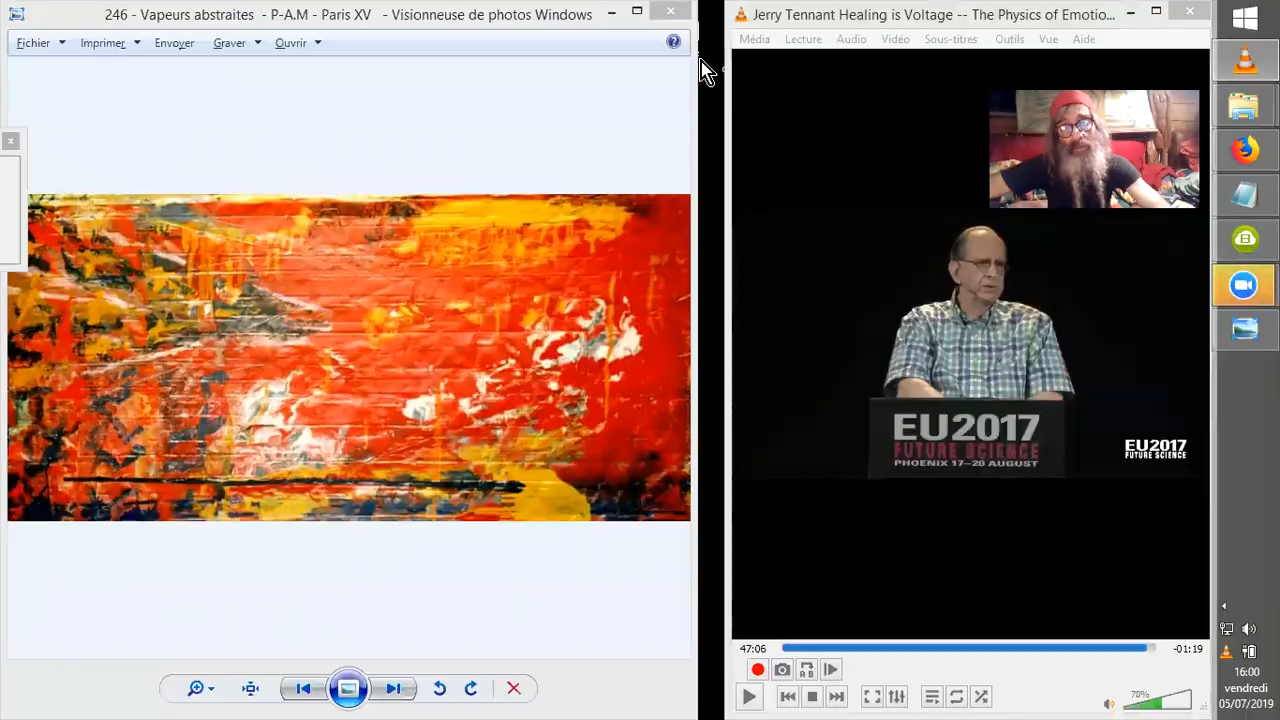 246 - Vapeurs abstraites - P-A-M - Paris XV - Visionneuse de photos Windows
Imprimer Envoyer Graver Ouvrir
Jerry Tennant Healing is Voltage -- The Physics of Emotio...
Média Lecture Audio Vidéo Sous-titres Outils Vue Aide
EU2017
FUTURE SCIENCE
PHOENIX 17–20 AUGUST
EU2017
FUTURE SCIENCE
47:06
-01:19
A B
70%
16:00
vendredi
05/07/2019